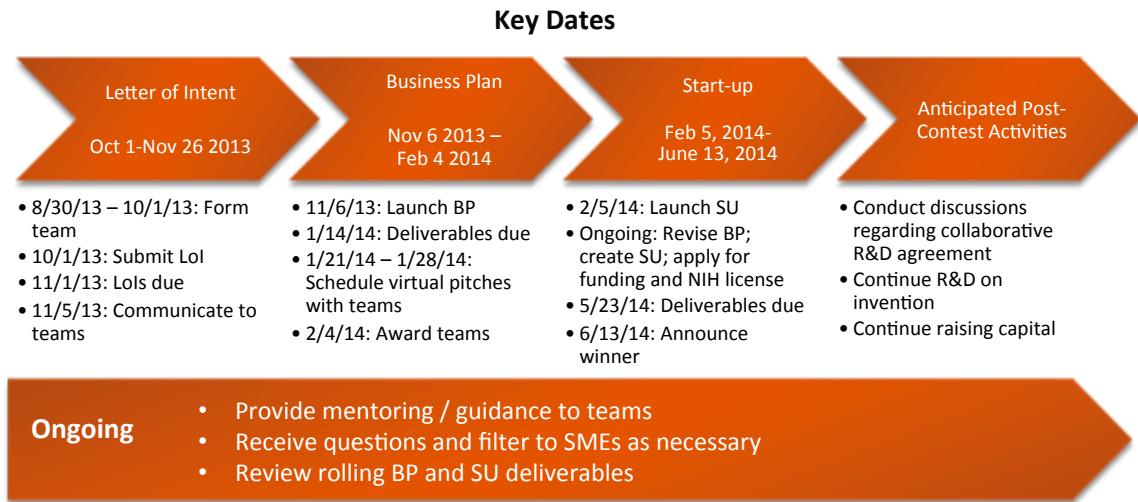 Key Dates
Letter of Intent
Oct 1-Nov 26 2013
• 8/30/13 – 10/1/13: Form
team
• 10/1/13: Submit LoI
• 11/1/13: LoIs due
• 11/5/13: Communicate to
teams
Business Plan
Nov 6 2013 –
Feb 4 2014
• 11/6/13: Launch BP
• 1/14/14: Deliverables due
• 1/21/14 – 1/28/14:
Schedule virtual pitches
with teams
• 2/4/14: Award teams
Start-up
Feb 5, 2014-
June 13, 2014
• 2/5/14: Launch SU
• Ongoing: Revise BP;
create SU; apply for
funding and NIH license
• 5/23/14: Deliverables due
• 6/13/14: Announce
winner
Anticipated Post-
Contest Activities
• Conduct discussions
regarding collaborative
R&D agreement
• Continue R&D on
invention
• Continue raising capital
Ongoing
• Provide mentoring / guidance to teams
• Receive questions and filter to SMEs as necessary
• Review rolling BP and SU deliverables